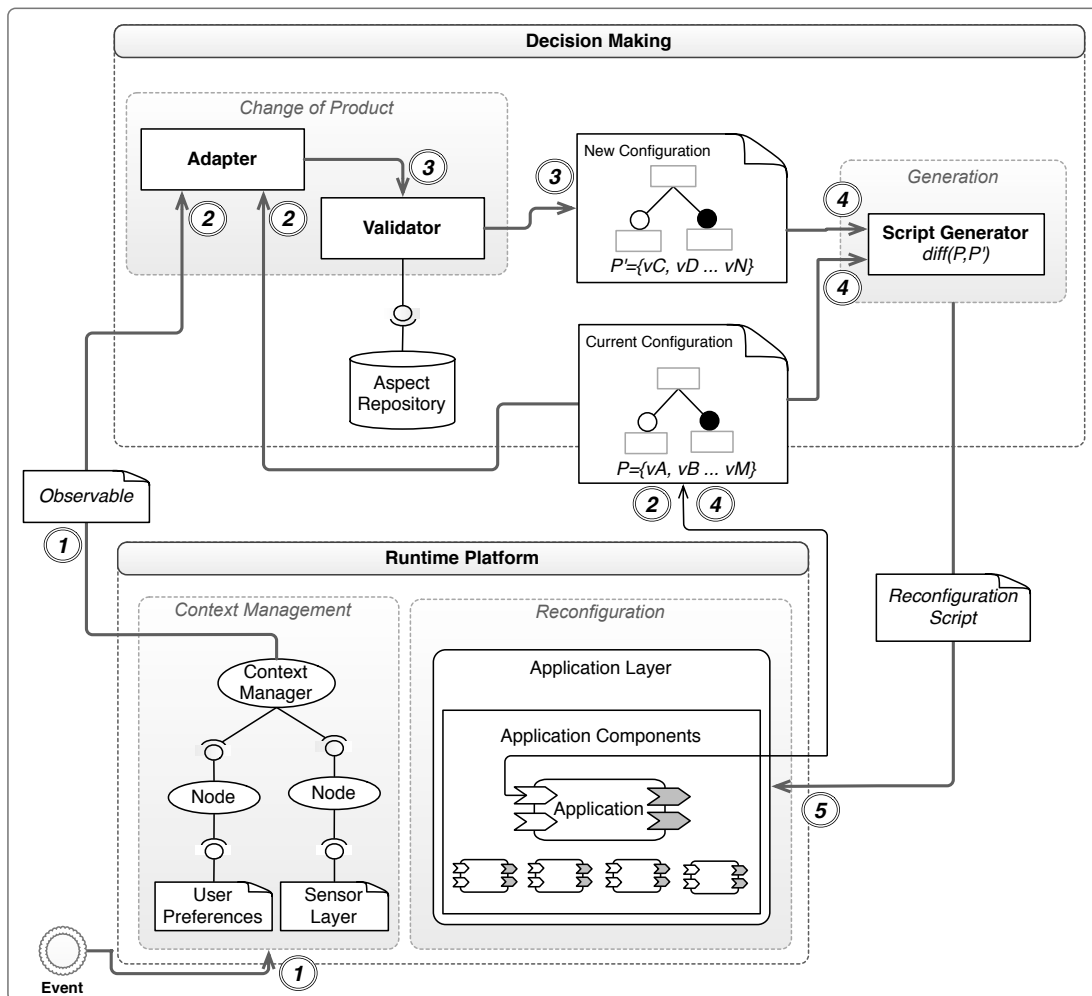 Decision Making
Change of Product
Adapter
3
2
2
Validator
3
New Configuration
P'={vC, vD ... vN}
Generation
4
Script Generator
diff(P,P')
4
Aspect
Repository
Current Configuration
P={vA, vB ... vM}
2
4
Observable
1
Runtime Platform
Context Management
Context
Manager
Node
Node
User
Preferences
Sensor
Layer
Reconfiguration
Application Layer
Application Components
Application
Reconfiguration
Script
5
Event
1